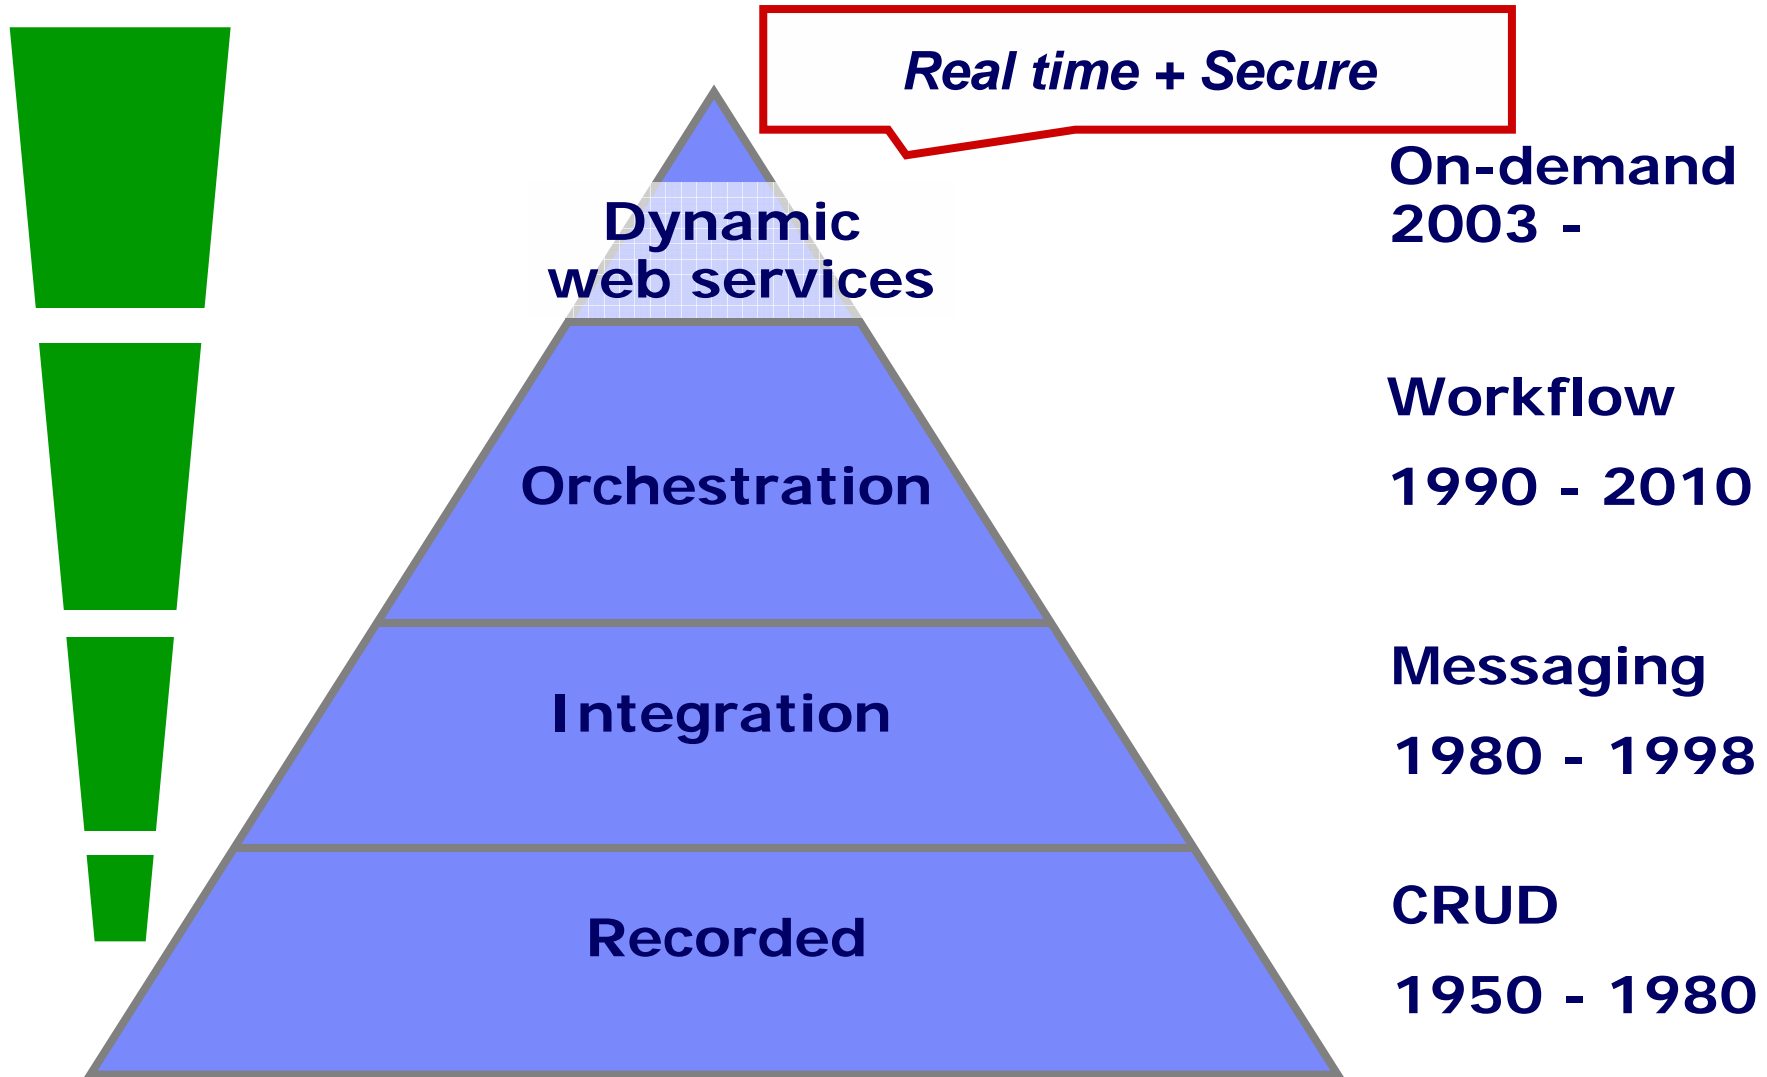 Real time + Secure
On-demand
2003 -
Dynamic
web services
Workflow
Orchestration
1990 - 2010
Messaging
Integration
1980 - 1998
CRUD
Recorded
1950 - 1980